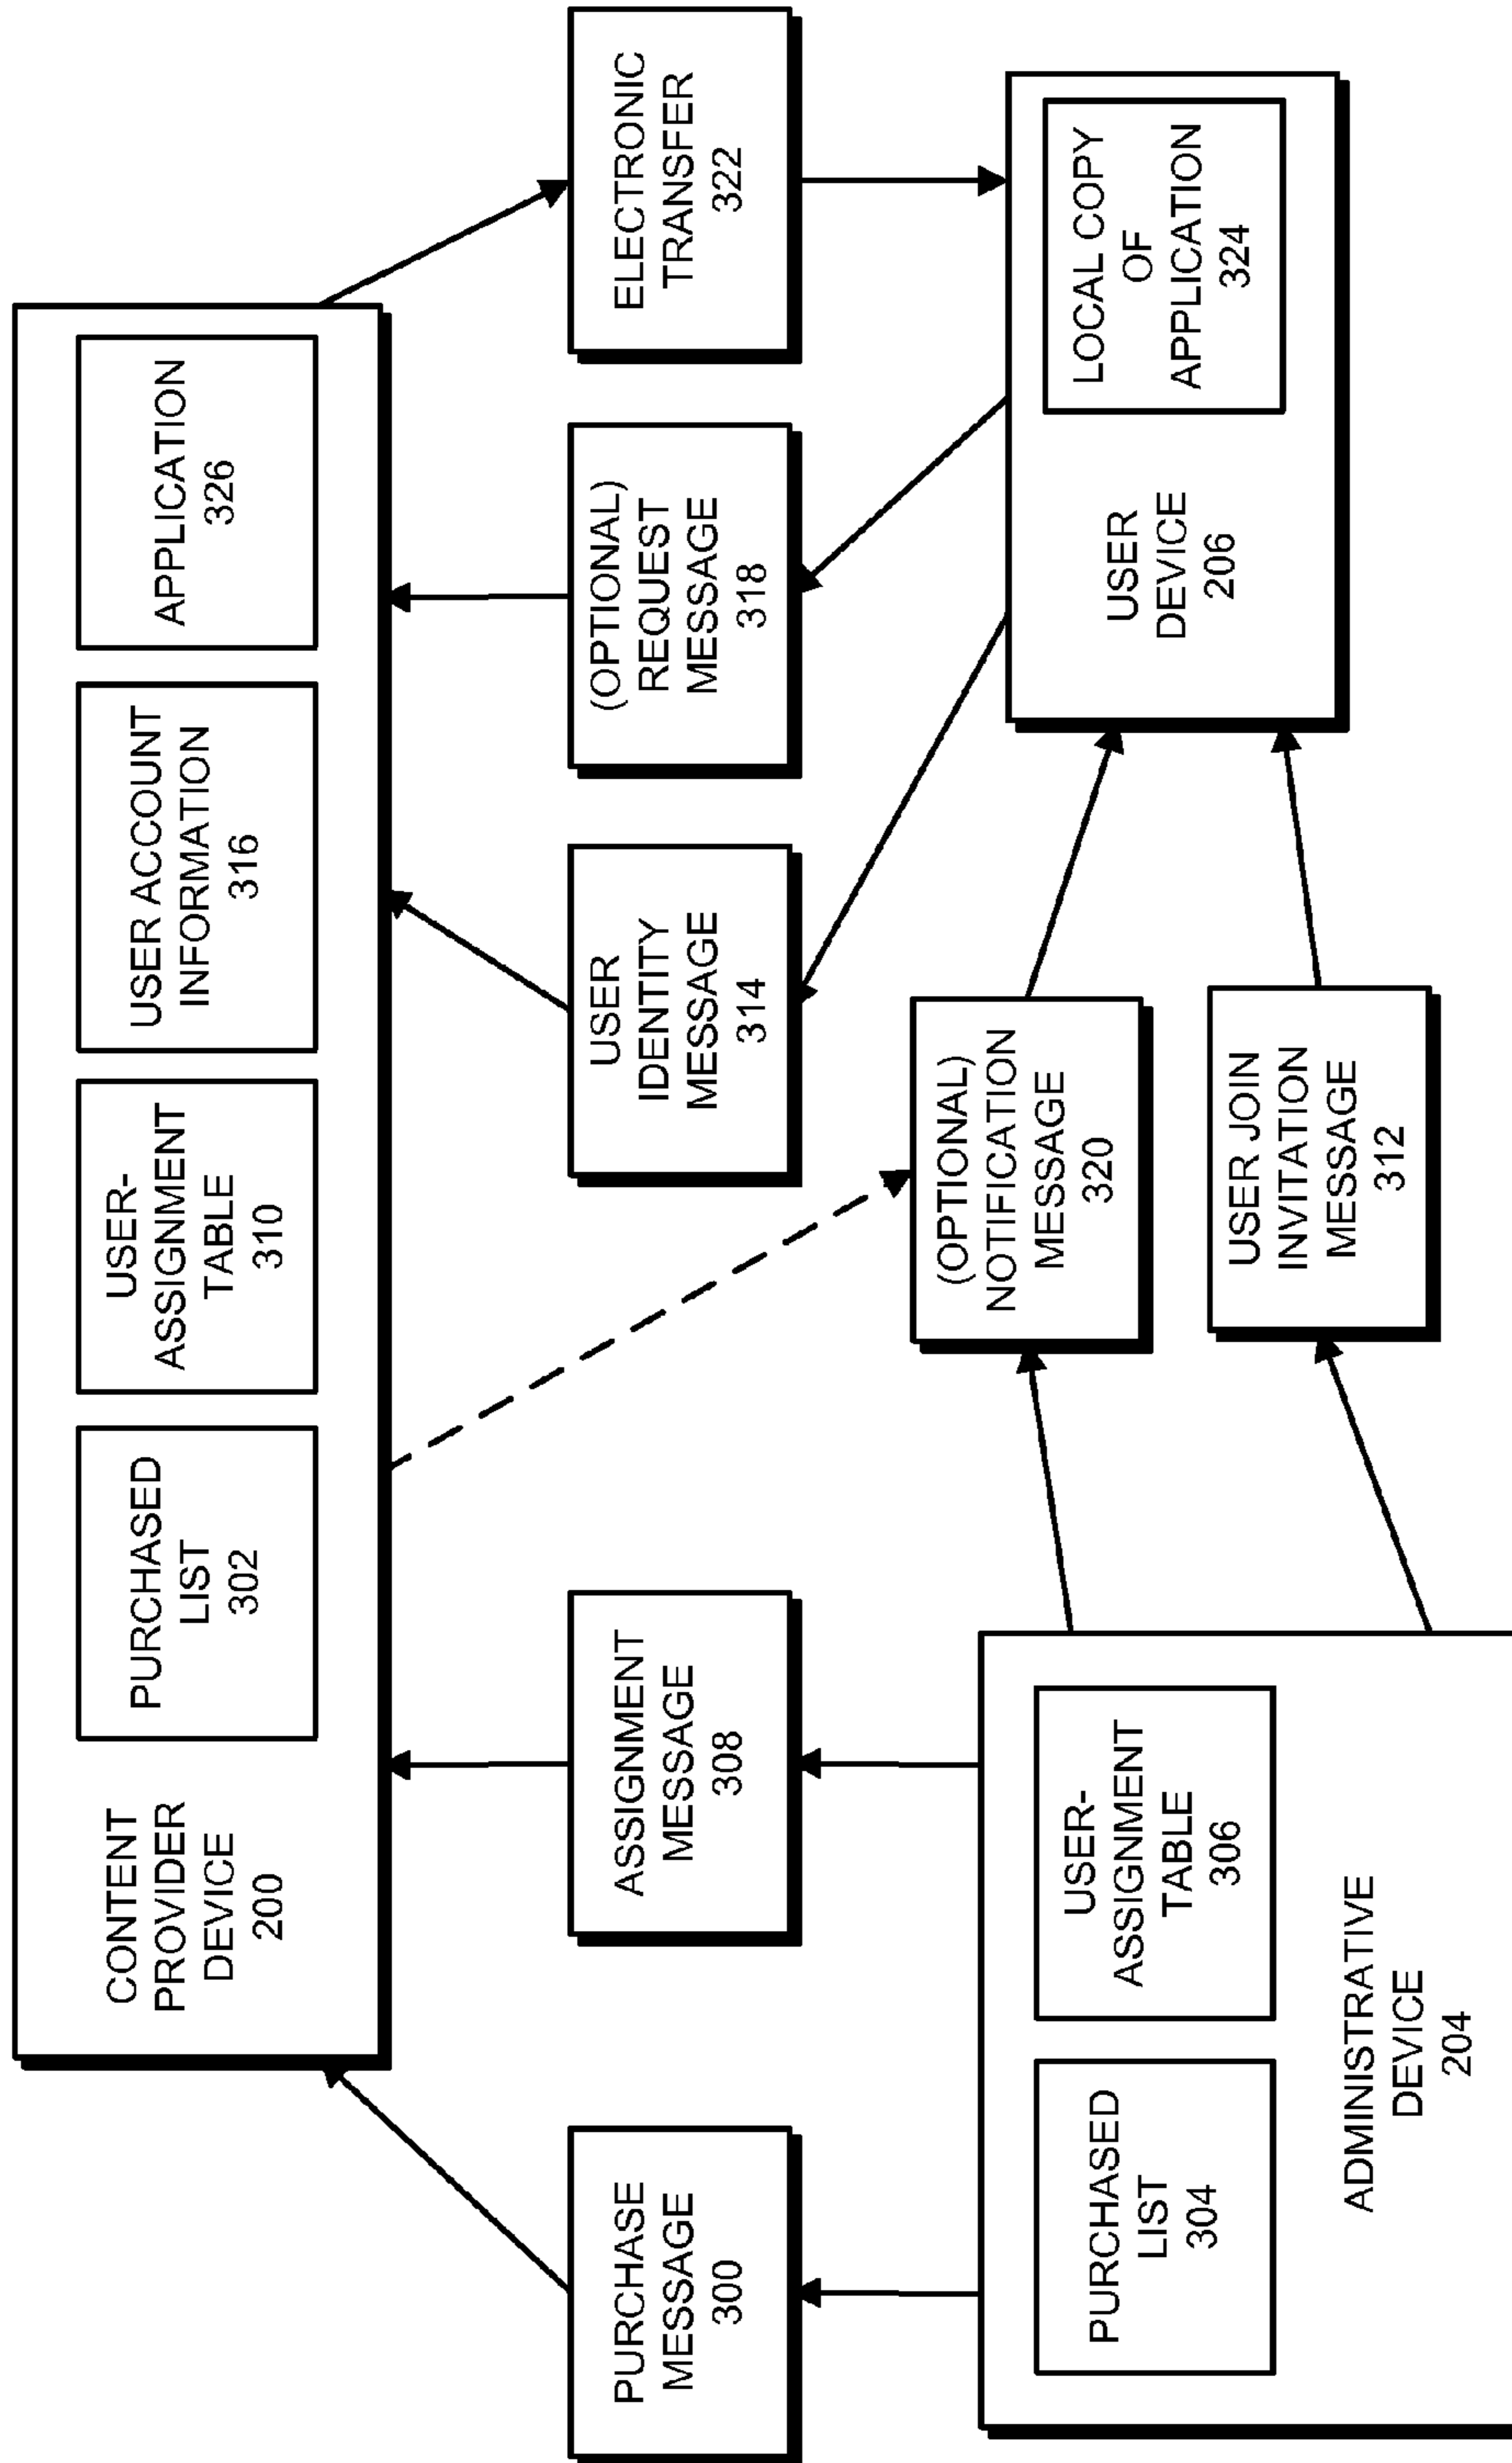 CONTENT
PROVIDER
DEVICE
200
PURCHASED
LIST
302
USER-
ASSIGNMENT
TABLE
310
USER ACCOUNT
INFORMATION
316
APPLICATION
326
PURCHASE
MESSAGE
300
ASSIGNMENT
MESSAGE
308
USER
IDENTITY
MESSAGE
314
(OPTIONAL)
REQUEST
MESSAGE
318
ELECTRONIC
TRANSFER
322
(OPTIONAL)
NOTIFICATION
MESSAGE
320
USER JOIN
INVITATION
MESSAGE
312
PURCHASED
LIST
304
USER-
ASSIGNMENT
TABLE
306
ADMINISTRATIVE
DEVICE
204
USER
DEVICE
206
LOCAL COPY
OF
APPLICATION
324